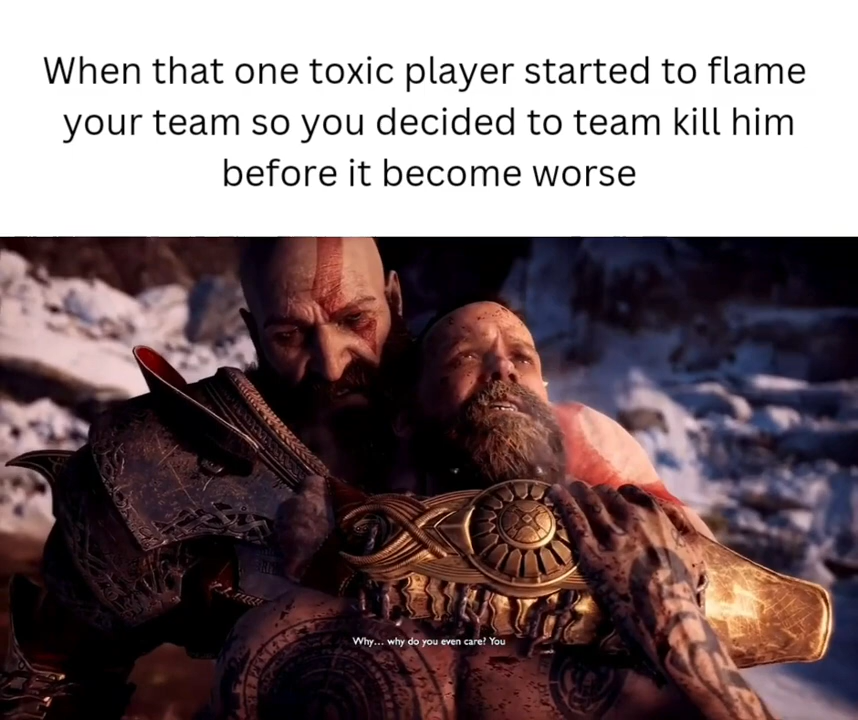 When that one toxic player started to flame
your team so you decided to team kill him
before it become worse
Why... why do you even care? You